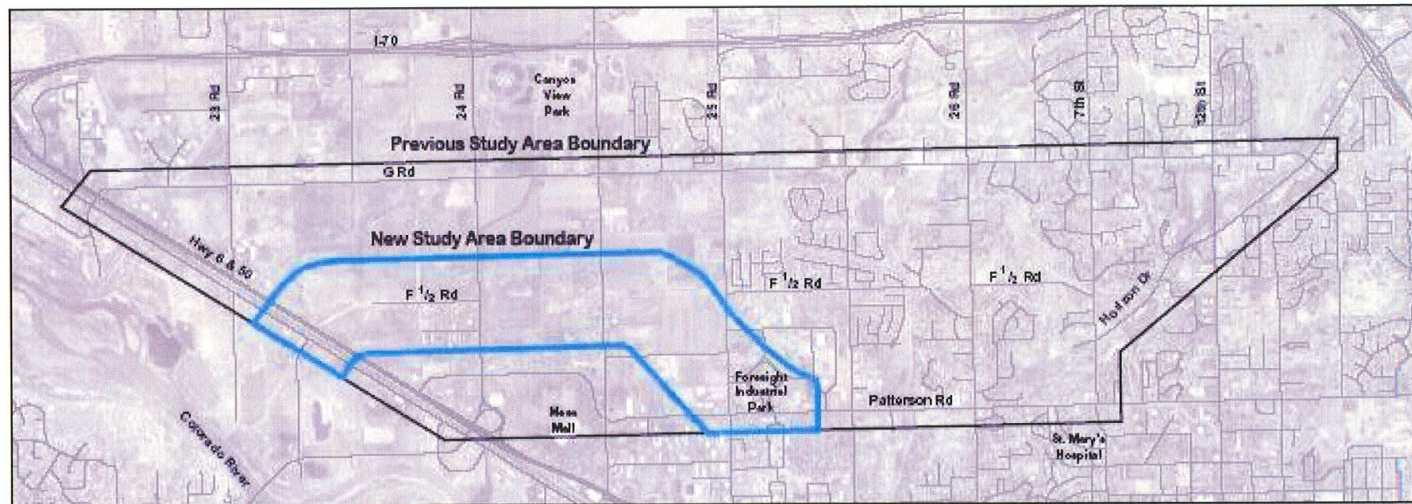 I-70
23 Rd
24 Rd
Canyon
View
Park
25 Rd
26 Rd
7th St
12th St
Previous Study Area Boundary
G Rd
New Study Area Boundary
Hwy 6 & 50
F 1/2 Rd
F 1/2 Rd
F 1/2 Rd
Horizon Dr
Foresight
Industrial
Park
Patterson Rd
Mesa
Mall
St. Mary's
Hospital
Colorado River